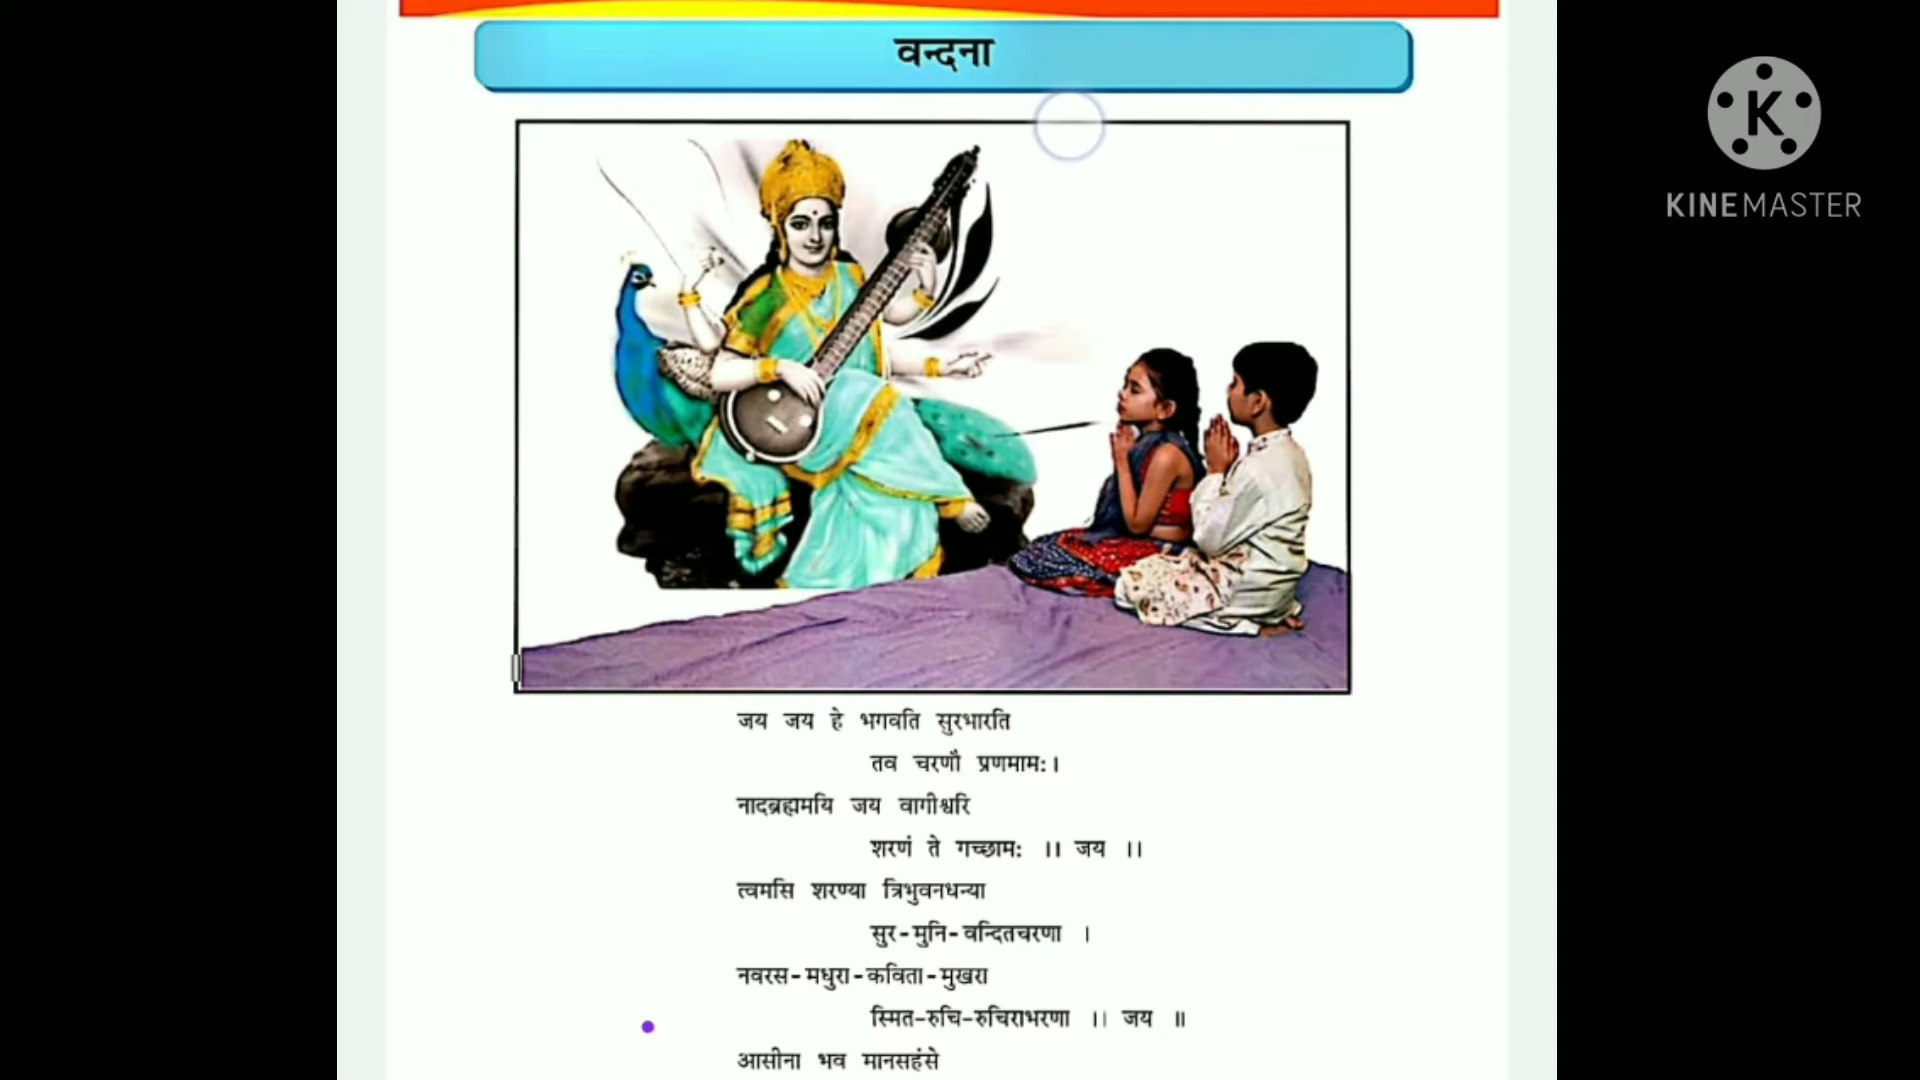 वन्दना
KINEMASTER
जय जय हे भगवति सुरभारति
तव चरणौ प्रणमामः।
नादब्रह्ममयि जय वागीश्वरि
शरणं ते गच्छामः ।। जय ।।
त्वमसि शरण्या त्रिभुवनधन्या
सुर-मुनि-वन्दितचरणा ।
नवरस-मधुरा-कविता-मुखरा
स्मित-रुचि-रुचिराभरणा ।। जय ॥
आसीना भव मानसहंसे